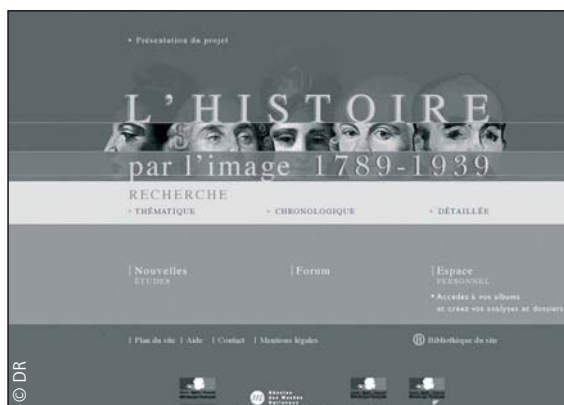 • Présentation du projet
L'HISTOIRE
par l'image 1789-1939
RECHERCHE
• THÉMATIQUE
• CHRONOLOGIQUE
• DÉTAILLÉE
| Nouvelles
ÉTUDES
| Forum
| Espace
PERSONNEL
• Accédez à vos albums
et créez vos analyses et dossiers
| Plan du site | Aide | Contact | Mentions légales
B Bibliothèque du site
Réunion
des Musées
Nationaux
© DR